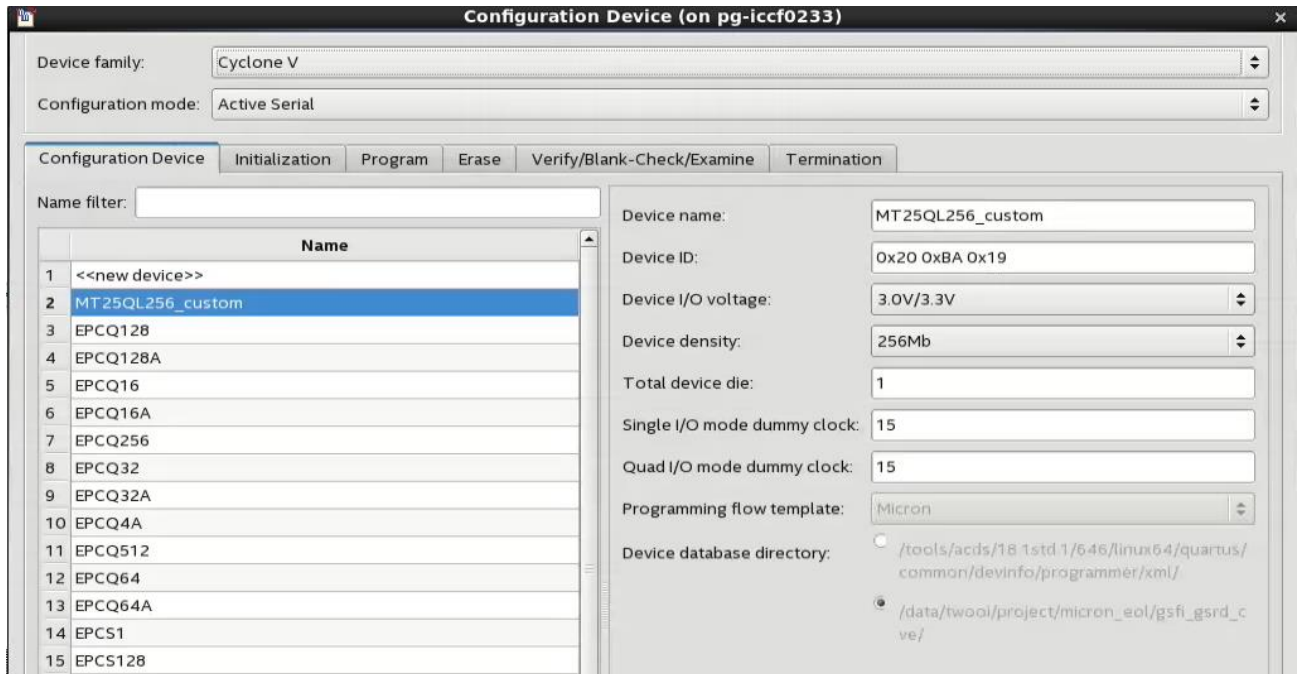 Configuration Device (on pg-iccf0233)
Device family: Cyclone V
Configuration mode: Active Serial
Configuration Device Initialization Program Erase Verify/Blank-Check/Examine Termination
Name filter:
Name
1 <<new device>>
2 MT25QL256_custom
3 EPCQ128
4 EPCQ128A
5 EPCQ16
6 EPCQ16A
7 EPCQ256
8 EPCQ32
9 EPCQ32A
10 EPCQ4A
11 EPCQ512
12 EPCQ64
13 EPCQ64A
14 EPCS1
15 EPCS128
Device name: MT25QL256_custom
Device ID: 0x20 0xBA 0x19
Device I/O voltage: 3.0V/3.3V
Device density: 256Mb
Total device die: 1
Single I/O mode dummy clock: 15
Quad I/O mode dummy clock: 15
Programming flow template: Micron
Device database directory: /tools/acds/18.1std.1/646/linux64/quartus/
common/devinfo/programmer/xml/
/data/twooi/project/micron_eol/gsfi_gsrd_c
ve/